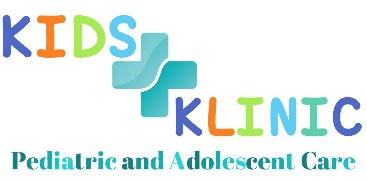 KIDS
KLINIC
Pediatric and Adolescent Care